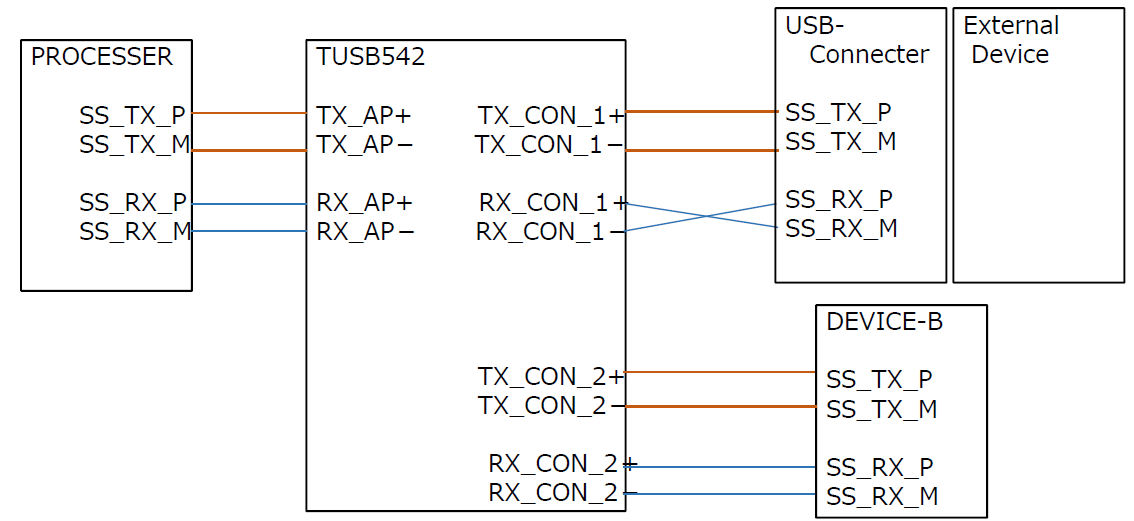 PROCESSER
SS_TX_P
SS_TX_M
SS_RX_P
SS_RX_M
TUSB542
TX_AP+
TX_AP−
RX_AP+
RX_AP−
TX_CON_1+
TX_CON_1−
RX_CON_1+
RX_CON_1−
TX_CON_2+
TX_CON_2−
RX_CON_2+
RX_CON_2−
USB-
Connecter
SS_TX_P
SS_TX_M
SS_RX_P
SS_RX_M
External
Device
DEVICE-B
SS_TX_P
SS_TX_M
SS_RX_P
SS_RX_M